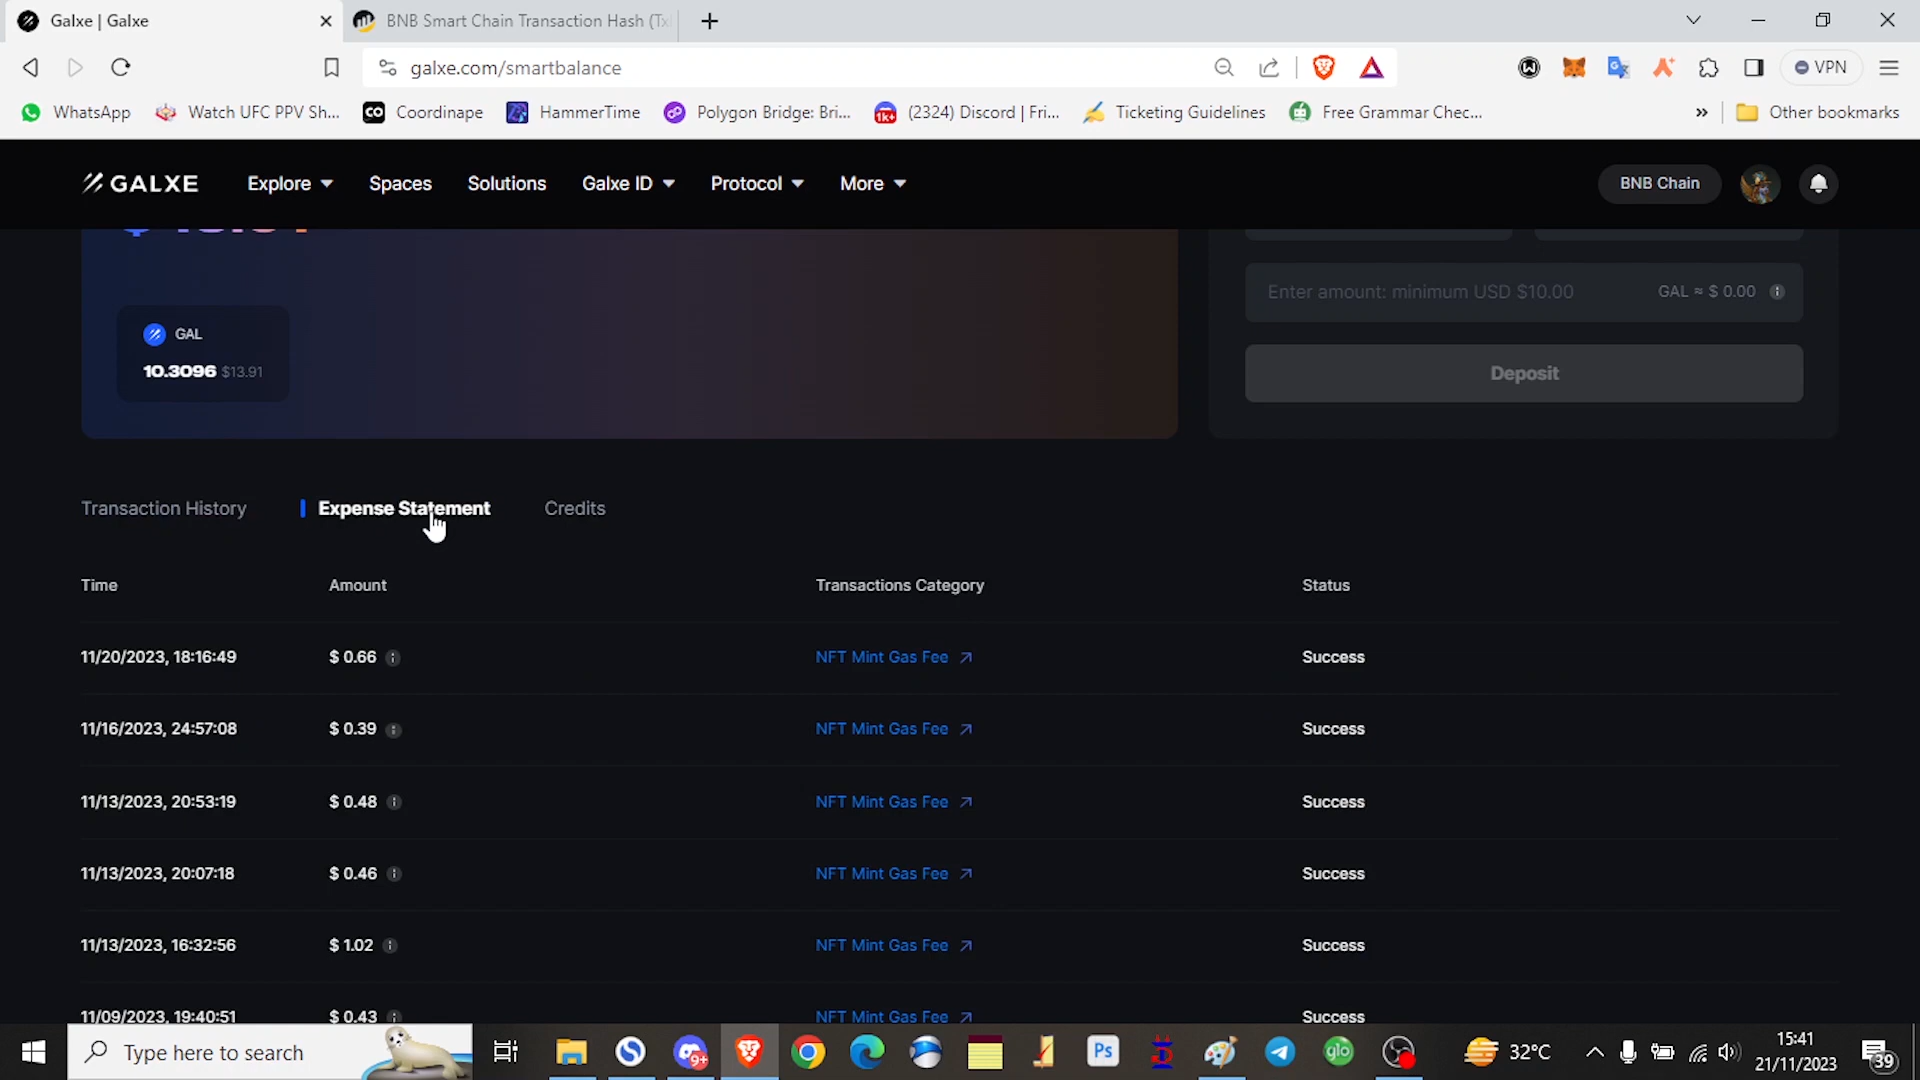 Galxe | Galxe
BNB Smart Chain Transaction Hash (Tx
galxe.com/smartbalance
VPN
WhatsApp
Watch UFC PPV Sh...
Coordinape
HammerTime
Polygon Bridge: Bri...
1k+
(2324) Discord | Fri...
Ticketing Guidelines
Free Grammar Chec...
»
Other bookmarks
GALXE
Explore
Spaces
Solutions
Galxe ID
Protocol
More
BNB Chain
GAL
10.3096 $13.91
Enter amount: minimum USD $10.00
GAL ≈ $ 0.00
Deposit
Transaction History
Expense Statement
Credits
Time Amount Transactions Category Status
11/20/2023, 18:16:49 $ 0.66 NFT Mint Gas Fee Success
11/16/2023, 24:57:08 $ 0.39 NFT Mint Gas Fee Success
11/13/2023, 20:53:19 $ 0.48 NFT Mint Gas Fee Success
11/13/2023, 20:07:18 $ 0.46 NFT Mint Gas Fee Success
11/13/2023, 16:32:56 $ 1.02 NFT Mint Gas Fee Success
11/09/2023, 19:40:51 $ 0.43 NFT Mint Gas Fee Success
Type here to search
9+
Ps
glo
32°C
15:41
21/11/2023
39